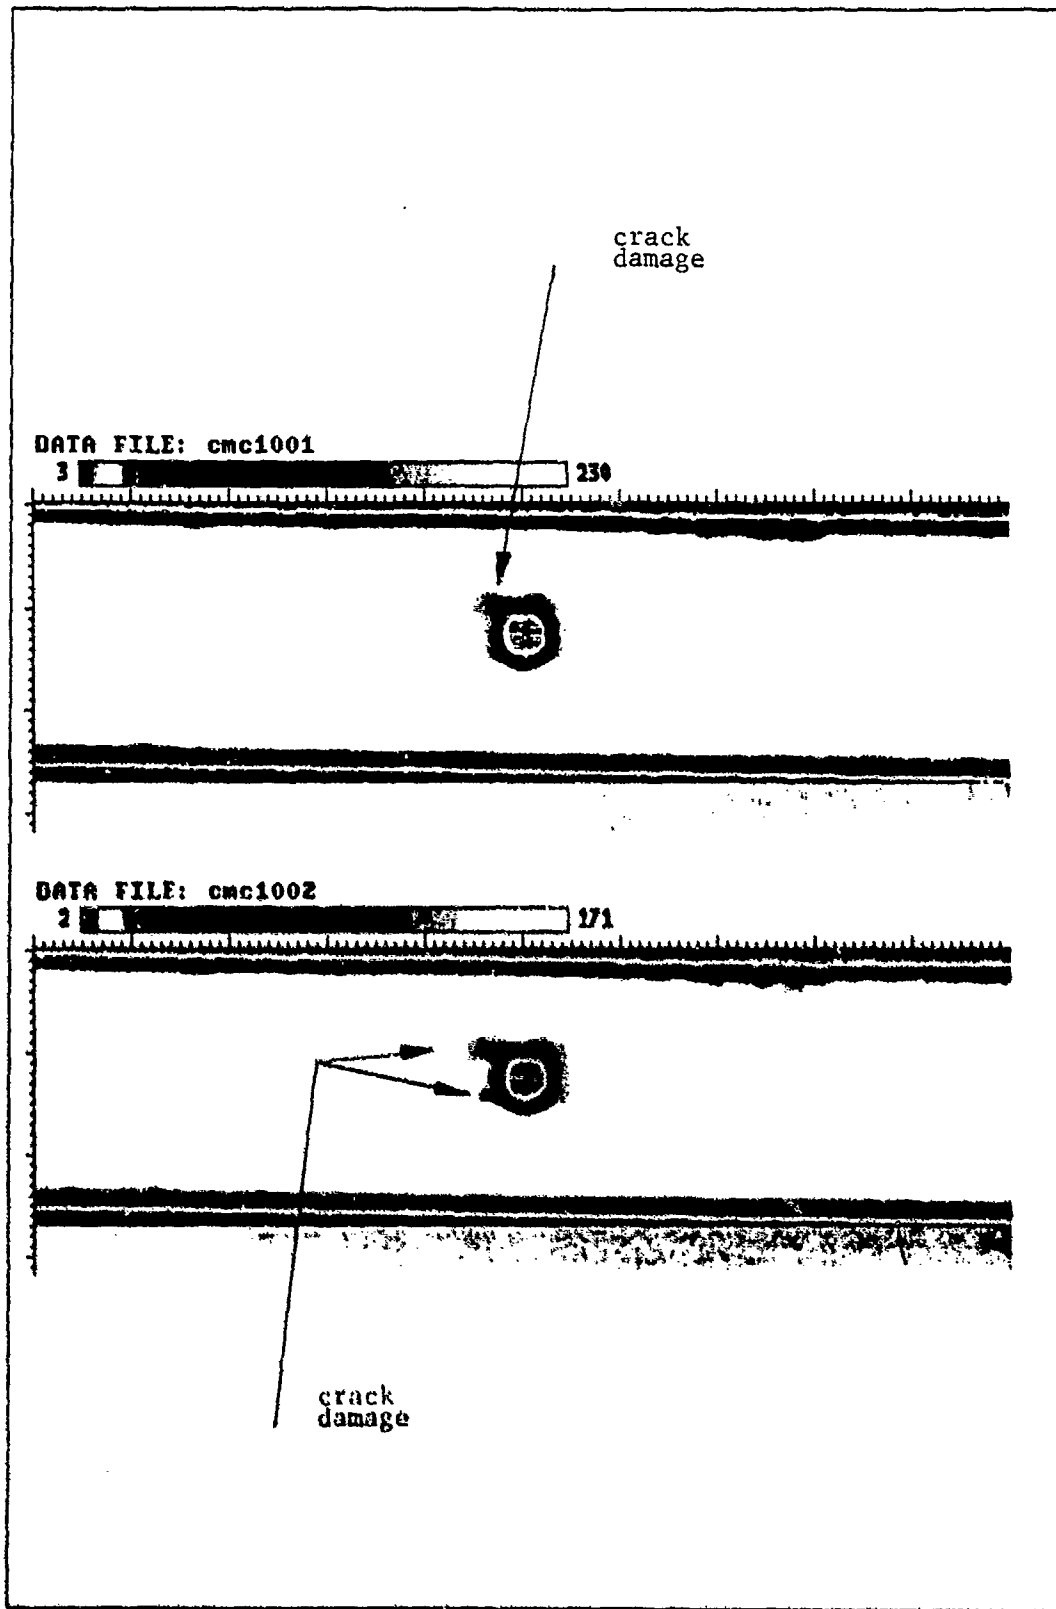 crack
damage
DATA FILE: cmc1001
3 230
DATA FILE: cmc1002
2 171
crack
damage